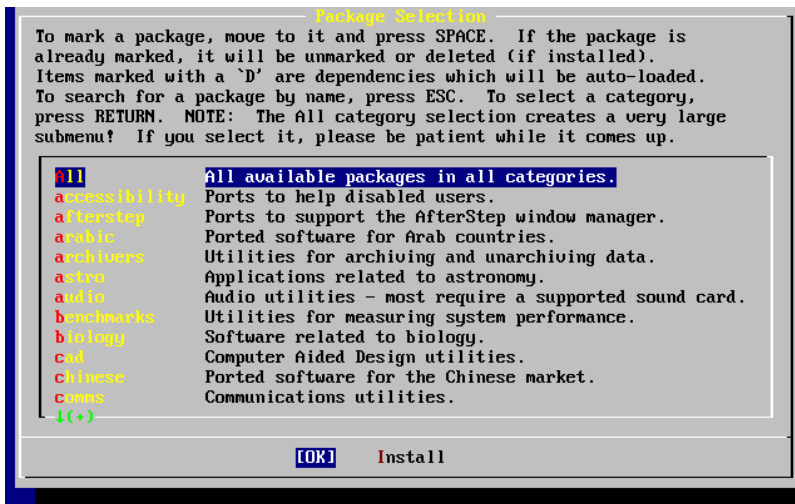 Package Selection
To mark a package, move to it and press SPACE.  If the package is
already marked, it will be unmarked or deleted (if installed).
Items marked with a `D' are dependencies which will be auto-loaded.
To search for a package by name, press ESC.  To select a category,
press RETURN.  NOTE:  The All category selection creates a very large
submenu!  If you select it, please be patient while it comes up.
All All available packages in all categories.
accessibility Ports to help disabled users.
afterstep Ports to support the AfterStep window manager.
arabic Ported software for Arab countries.
archivers Utilities for archiving and unarchiving data.
astro Applications related to astronomy.
audio Audio utilities - most require a supported sound card.
benchmarks Utilities for measuring system performance.
biology Software related to biology.
cad Computer Aided Design utilities.
chinese Ported software for the Chinese market.
comms Communications utilities.
↓(+)
[OK] Install